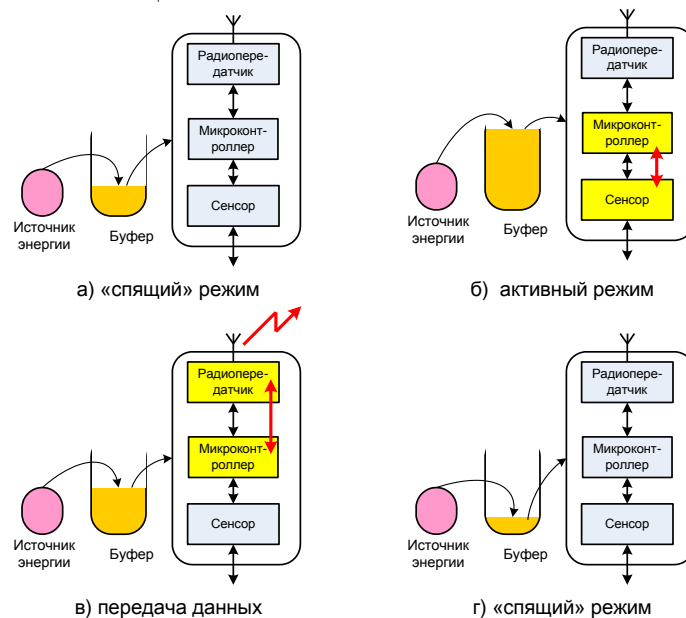 Радиопере-
датчик
Микроконт-
роллер
Сенсор
Источник
энергии
Буфер
а) «спящий» режим
Радиопере-
датчик
Микроконт-
роллер
Сенсор
Источник
энергии
Буфер
б) активный режим
Радиопере-
датчик
Микроконт-
роллер
Сенсор
Источник
энергии
Буфер
в) передача данных
Радиопере-
датчик
Микроконт-
роллер
Сенсор
Источник
энергии
Буфер
г) «спящий» режим